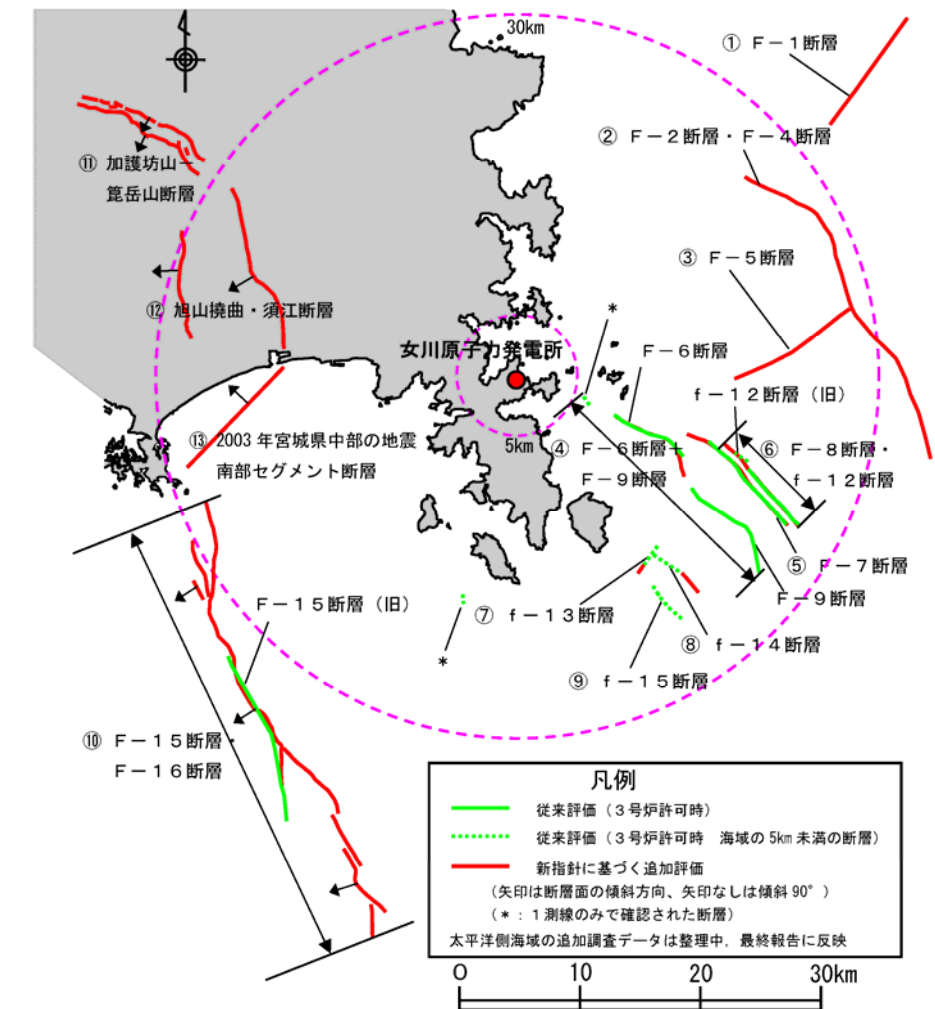 30km
① F－1断層
② F－2断層・F－4断層
③ F－5断層
⑪ 加護坊山－
箆岳山断層
⑫ 旭山撓曲・須江断層
*
女川原子力発電所
F－6断層
f－12断層（旧）
⑬ 2003年宮城県中部の地震
南部セグメント断層
5km
④ F－6断層＋
F－9断層
⑥ F－8断層・
f－12断層
⑤ F－7断層
F－9断層
F－15断層（旧）
⑦ f－13断層
*
⑧ f－14断層
⑨ f－15断層
⑩ F－15断層・
F－16断層
凡例
従来評価（3号炉許可時）
従来評価（3号炉許可時　海域の5km未満の断層）
新指針に基づく追加評価
（矢印は断層面の傾斜方向、矢印なしは傾斜90°）
（*：1測線のみで確認された断層）
太平洋側海域の追加調査データは整理中，最終報告に反映
0 10 20 30km